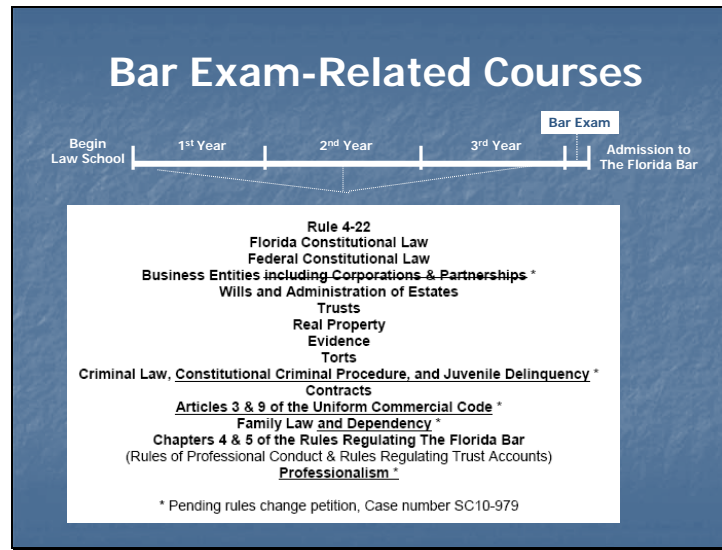 Bar Exam-Related Courses
Bar Exam
Begin
Law School
1st Year
2nd Year
3rd Year
Admission to
The Florida Bar
Rule 4-22
Florida Constitutional Law
Federal Constitutional Law
Business Entities including Corporations & Partnerships *
Wills and Administration of Estates
Trusts
Real Property
Evidence
Torts
Criminal Law, Constitutional Criminal Procedure, and Juvenile Delinquency *
Contracts
Articles 3 & 9 of the Uniform Commercial Code *
Family Law and Dependency *
Chapters 4 & 5 of the Rules Regulating The Florida Bar
(Rules of Professional Conduct & Rules Regulating Trust Accounts)
Professionalism *
* Pending rules change petition, Case number SC10-979